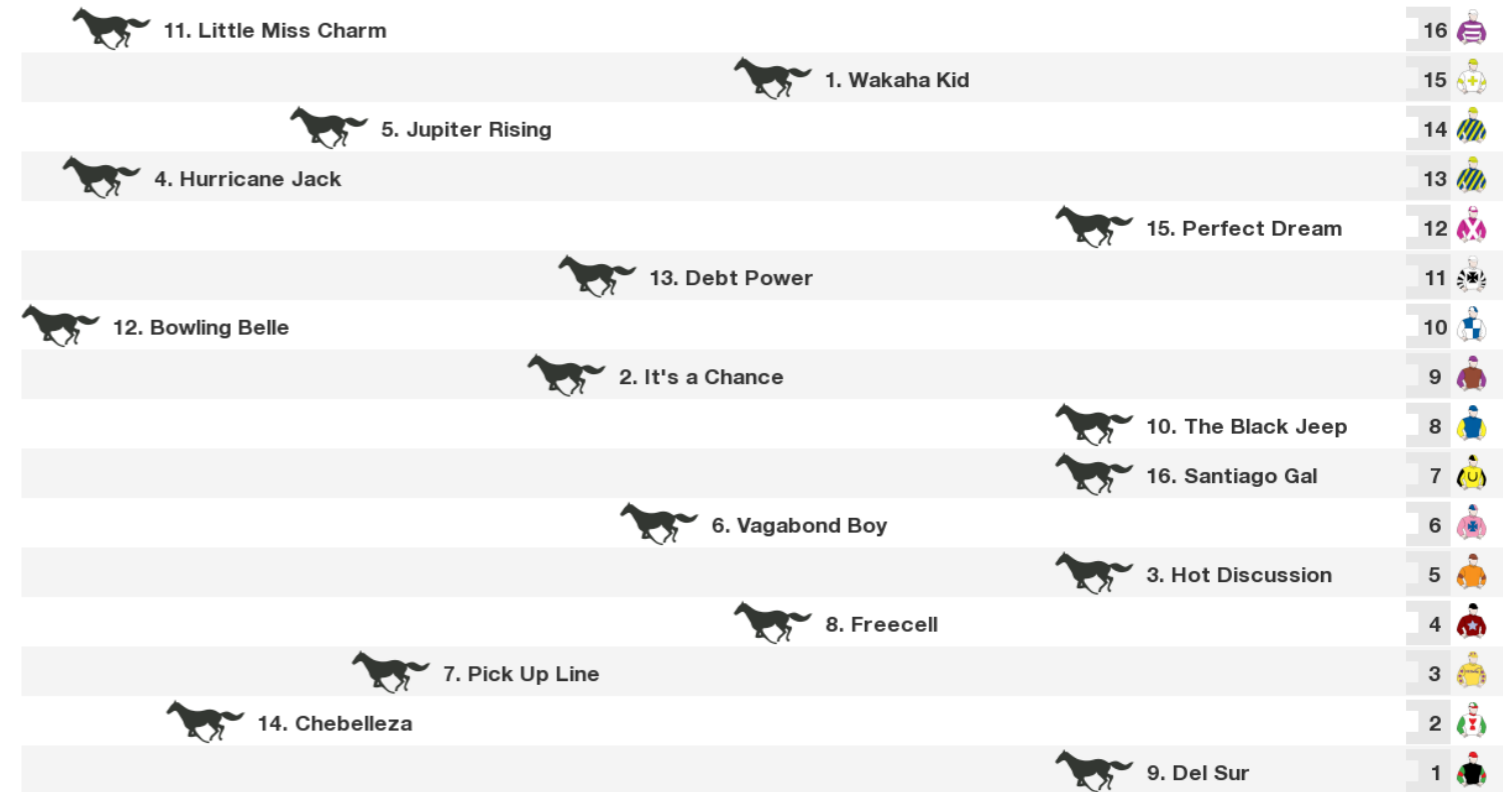 11. Little Miss Charm 16
1. Wakaha Kid 15
5. Jupiter Rising 14
4. Hurricane Jack 13
15. Perfect Dream 12
13. Debt Power 11
12. Bowling Belle 10
2. It's a Chance 9
10. The Black Jeep 8
16. Santiago Gal 7
6. Vagabond Boy 6
3. Hot Discussion 5
8. Freecell 4
7. Pick Up Line 3
14. Chebelleza 2
9. Del Sur 1